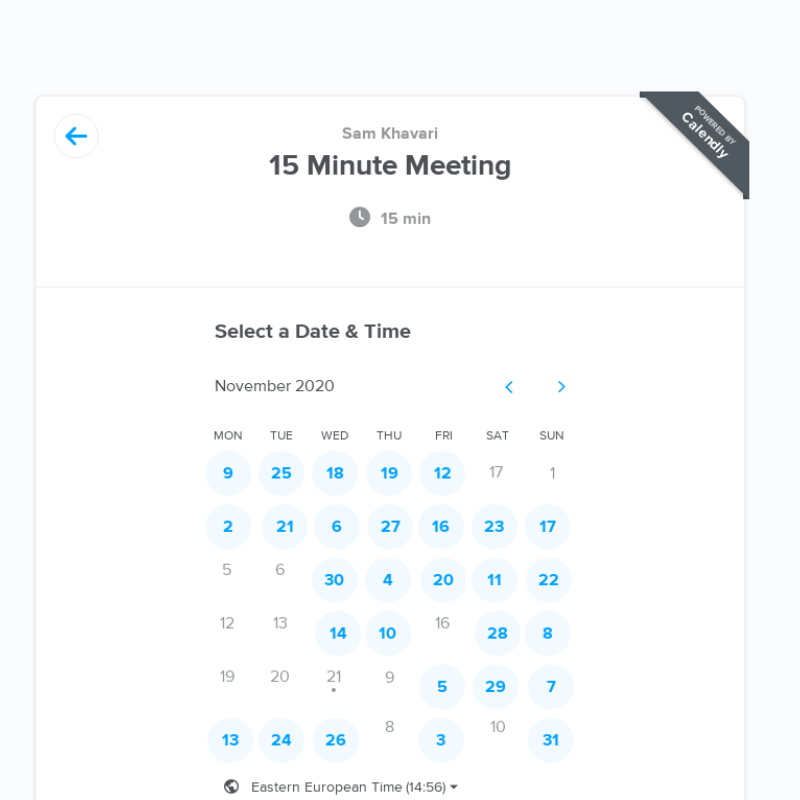 POWERED BY
Calendly
Sam Khavari
15 Minute Meeting
15 min
Select a Date & Time
November 2020
MON TUE WED THU FRI SAT SUN
9 25 18 19 12 17 1
2 21 6 27 16 23 17
5 6 30 4 20 11 22
12 13 14 10 16 28 8
19 20 21 9 5 29 7
13 24 26 8 3 10 31
Eastern European Time (14:56)